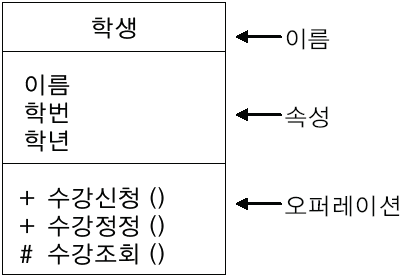 학생
이름
이름
학번
학년
속성
+ 수강신청 ()
+ 수강정정 ()
# 수강조회 ()
오퍼레이션